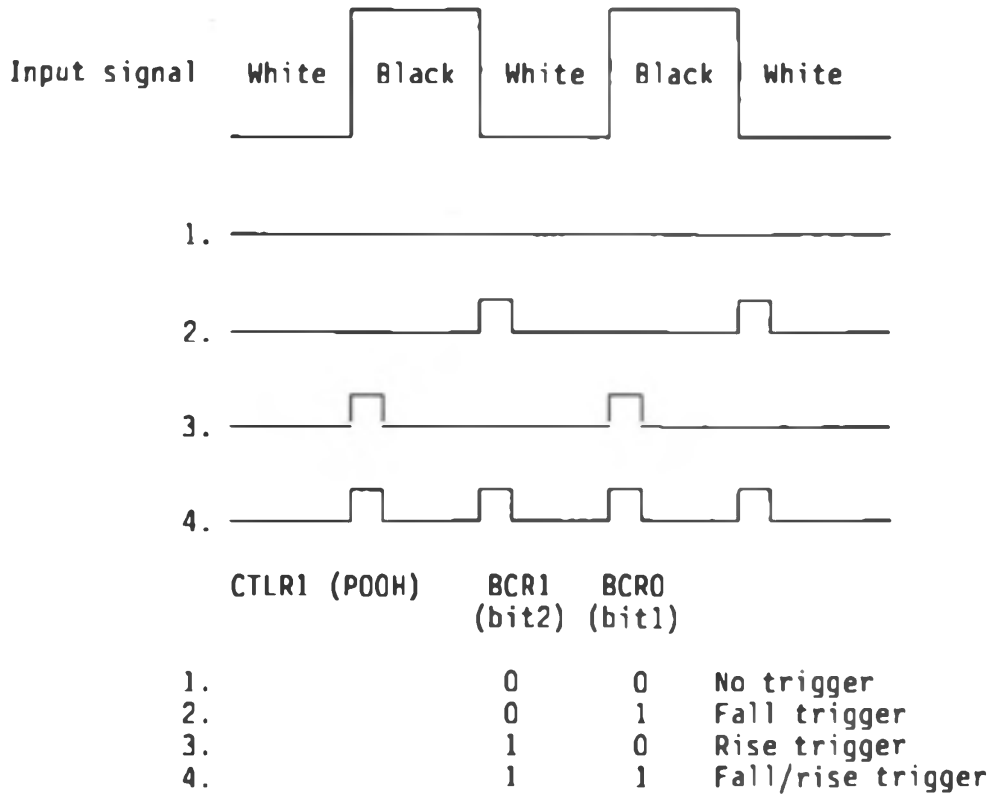 Input signal White Black White Black White
1.
2.
3.
4.
CTLR1 (P00H) BCR1 BCR0
(bit2) (bit1)
1. 0 0 No trigger
2. 0 1 Fall trigger
3. 1 0 Rise trigger
4. 1 1 Fall/rise trigger